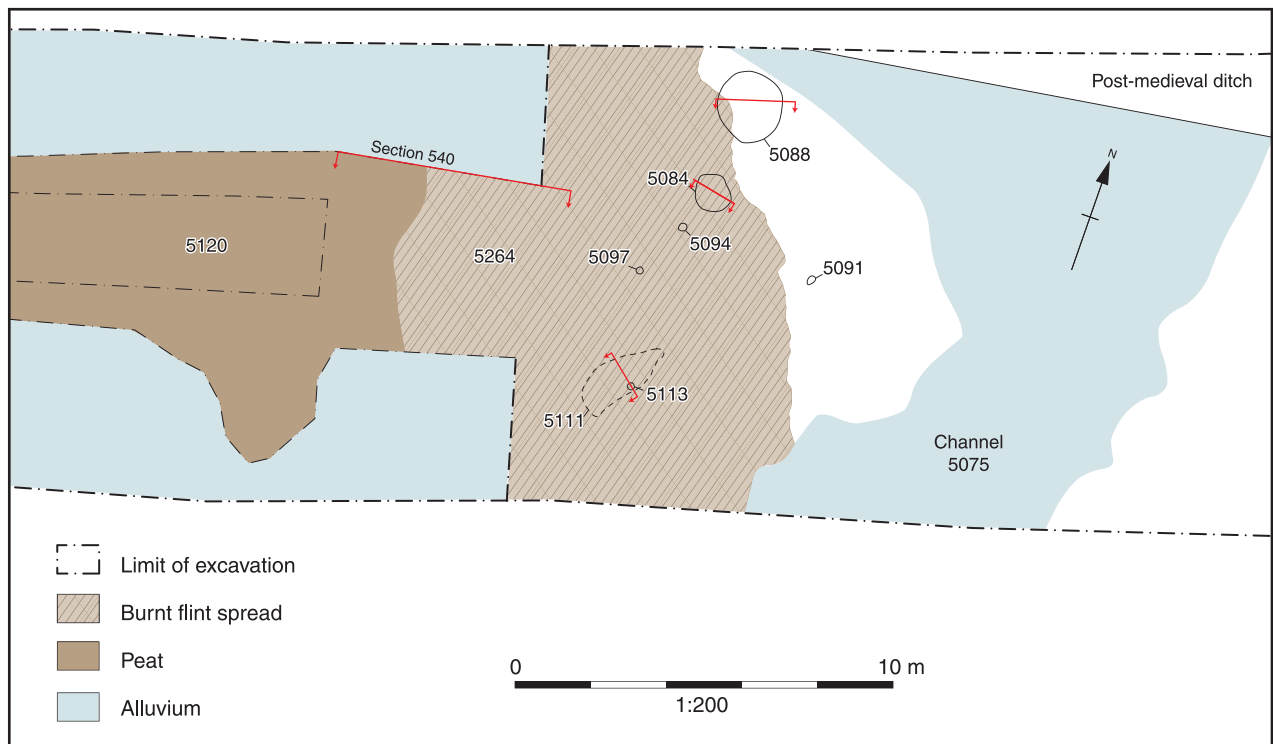 Post-medieval ditch
5088
Section 540
N
5084
5120
5264
5097
5094
5091
5113
5111
Channel
5075
Limit of excavation
Burnt flint spread
Peat
Alluvium
0
10 m
1:200